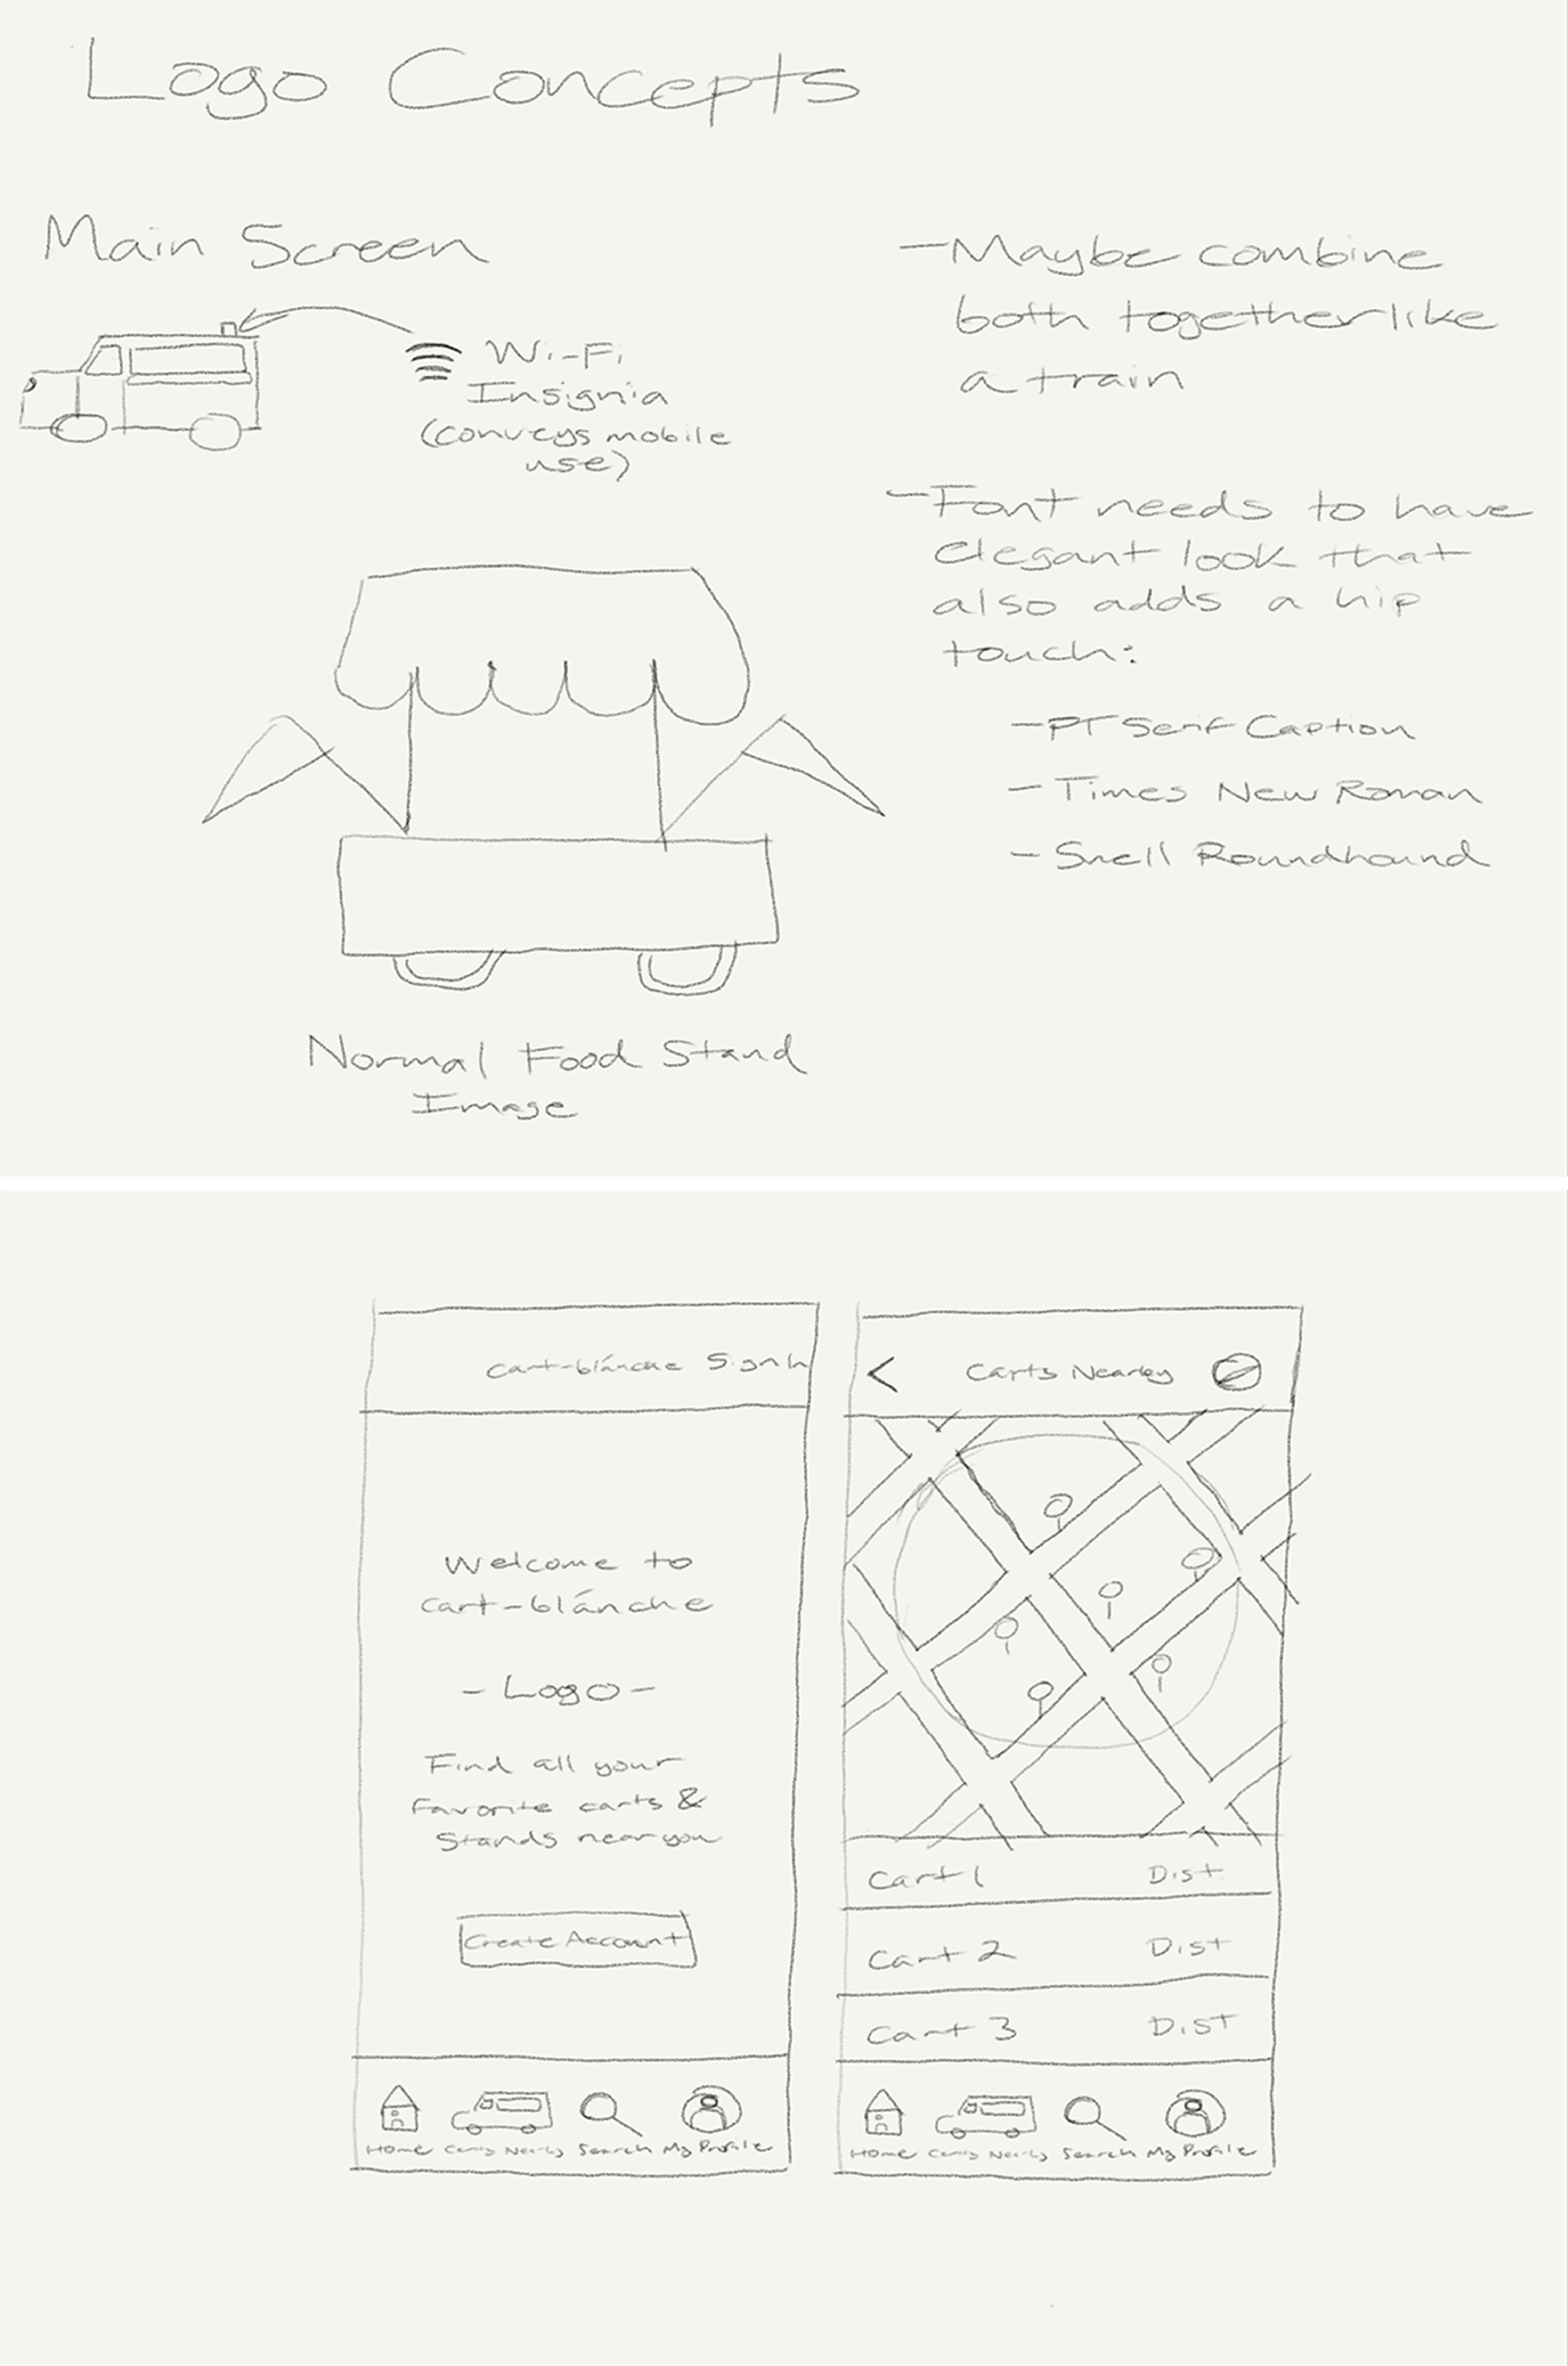 Logo Concepts
Main Screen
Wi-Fi
Insignia
(conveys mobile
use)
-Maybe combine
both together like
a train
-Font needs to have
elegant look that
also adds a hip
touch:
-PT Serif Caption
-Times New Roman
-Snell Roundhound
Normal Food Stand
Image
Cart-blánche Sign In
Welcome to
Cart-blánche
-Logo-
Find all your
Favorite carts &
Stands near you
Create Account
Home Carts Nearby Search My Profile
< Carts Nearby
Cart 1 Dist
Cart 2 Dist
Cart 3 Dist
Home Carts Nearby Search My Profile